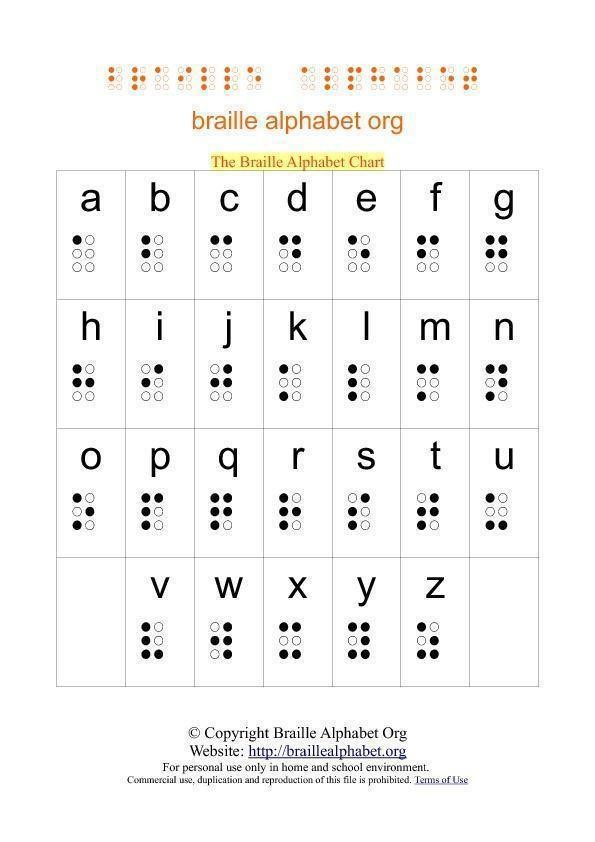 ⠃⠗⠁⠊⠇⠇⠑ ⠁⠇⠏⠓⠁⠃⠑⠞
braille alphabet org
The Braille Alphabet Chart
a b c d e f g
⠁ ⠃ ⠉ ⠙ ⠑ ⠋ ⠛
h i j k l m n
⠓ ⠊ ⠚ ⠅ ⠇ ⠍ ⠝
o p q r s t u
⠕ ⠏ ⠟ ⠗ ⠎ ⠞ ⠥
v w x y z
⠧ ⠺ ⠭ ⠽ ⠵
© Copyright Braille Alphabet Org
Website: http://braillealphabet.org
For personal use only in home and school environment.
Commercial use, duplication and reproduction of this file is prohibited. Terms of Use